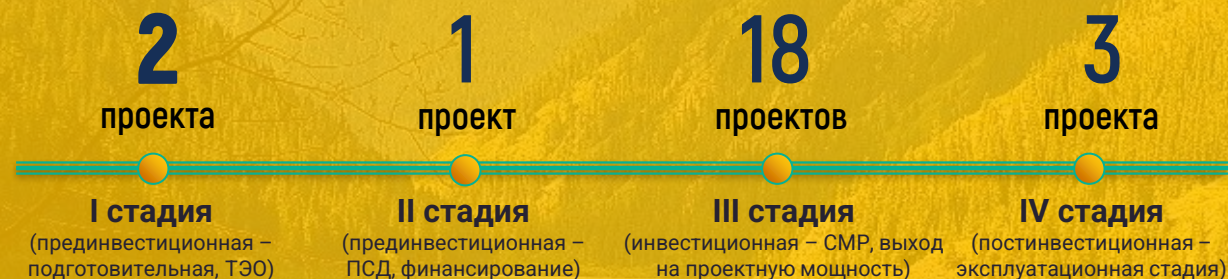 2
проекта
I стадия
(прединвестиционная –
подготовительная, ТЭО)
1
проект
II стадия
(прединвестиционная –
ПСД, финансирование)
18
проектов
III стадия
(инвестиционная – СМР, выход
на проектную мощность)
3
проекта
IV стадия
(постинвестиционная –
эксплуатационная стадия)